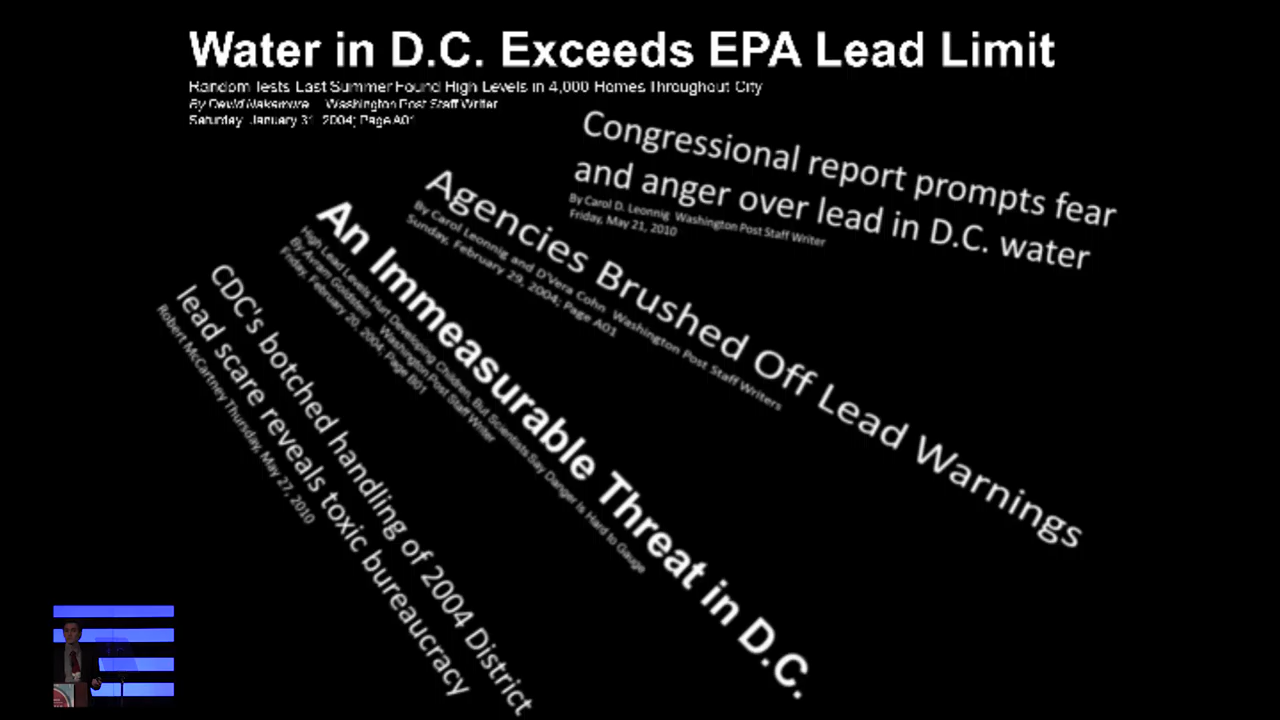 Water in D.C. Exceeds EPA Lead Limit
Random Tests Last Summer Found High Levels in 4,000 Homes Throughout City
By David Nakamura Washington Post Staff Writer
Saturday, January 31, 2004; Page A01
Congressional report prompts fear
and anger over lead in D.C. water
By Carol D. Leonnig Washington Post Staff Writer
Friday, May 21, 2010
Agencies Brushed Off Lead Warnings
By Carol Leonnig and D'Vera Cohn Washington Post Staff Writers
Sunday, February 29, 2004; Page A01
An Immeasurable Threat in D.C.
High Lead Levels Hurt Developing Children, But Scientists Say Danger Is Hard to Gauge
By Avram Goldstein Washington Post Staff Writer
Friday, February 20, 2004; Page B01
CDC's botched handling of 2004 District
lead scare reveals toxic bureaucracy
Robert McCartney Thursday, May 27, 2010